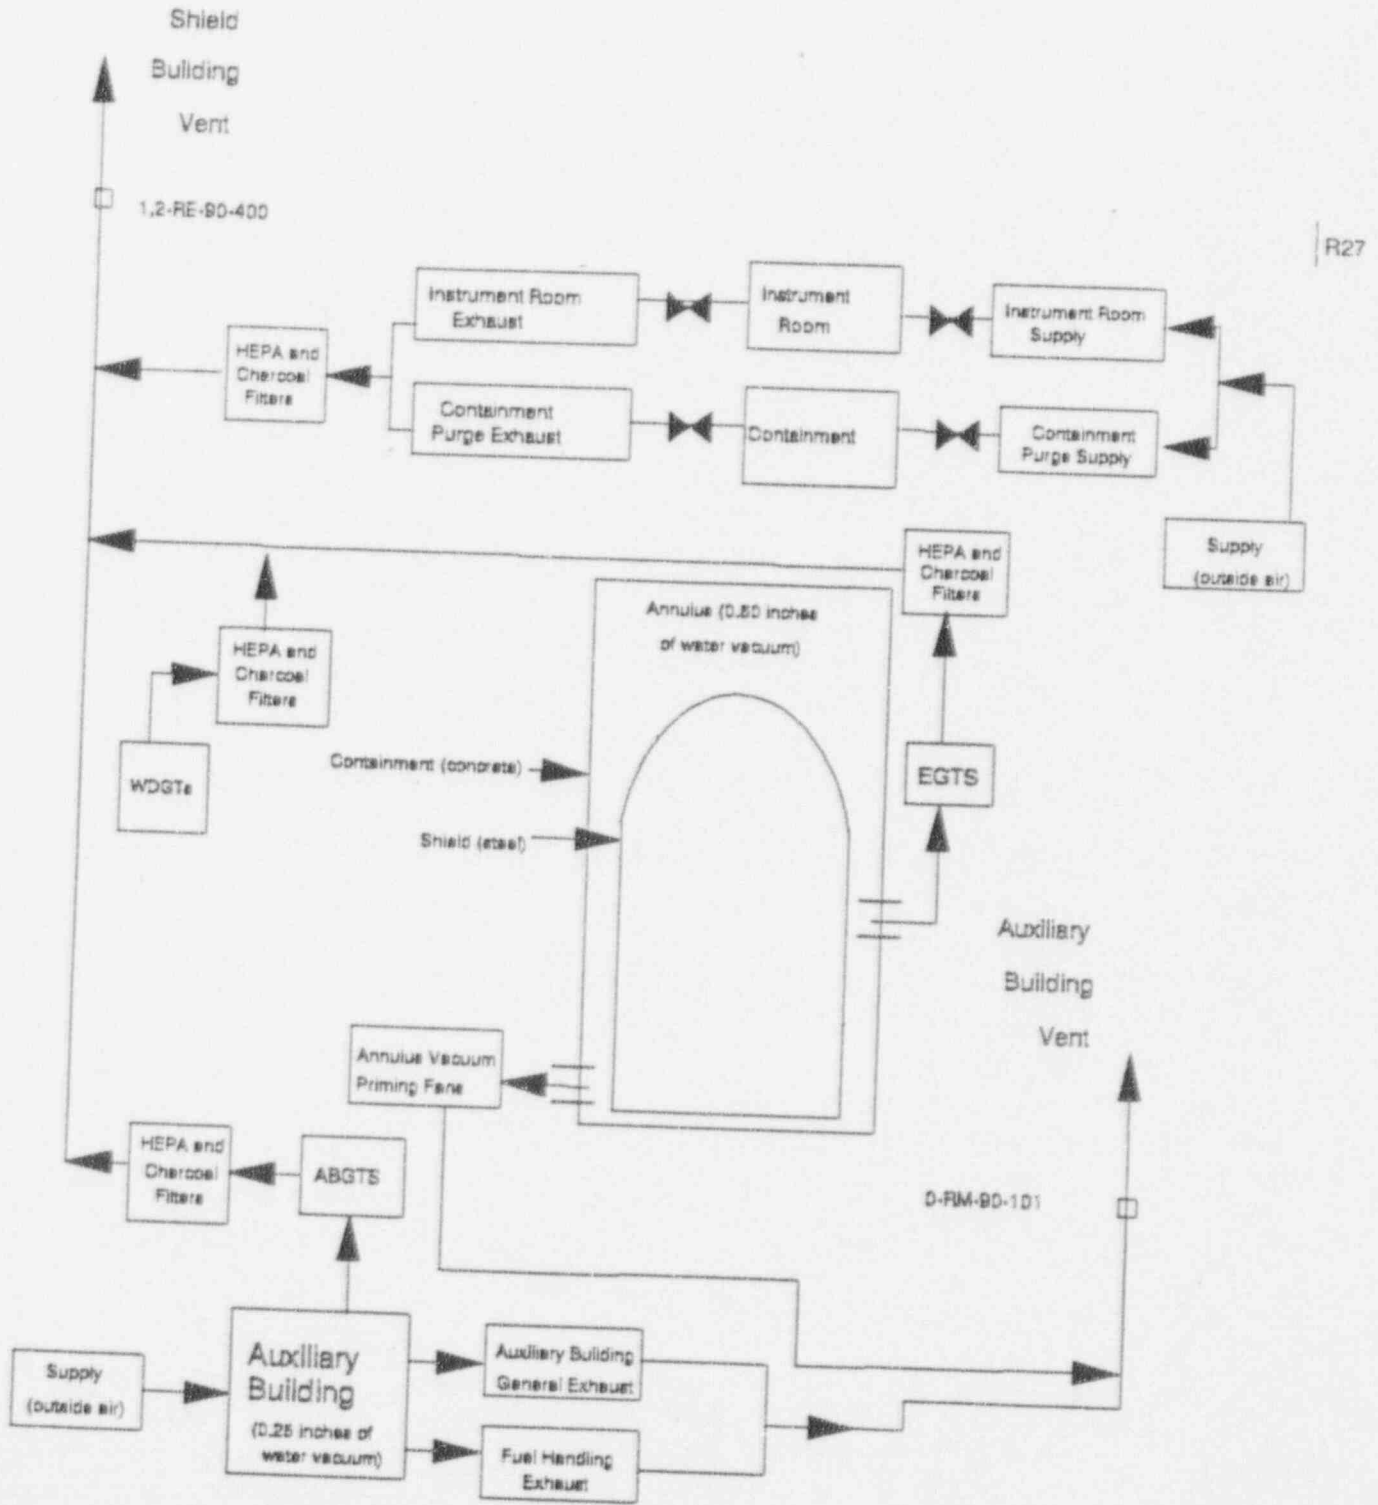 Shield
Building
Vent
1,2-RE-90-400
R27
Instrument Room
Exhaust
Instrument
Room
Instrument Room
Supply
HEPA and
Charcoal
Filters
Containment
Purge Exhaust
Containment
Containment
Purge Supply
Supply
(outside air)
HEPA and
Charcoal
Filters
Annulus (0.50 inches
of water vacuum)
HEPA and
Charcoal
Filters
WDGTs
Containment (concrete)
EGTS
Shield (steel)
Auxiliary
Building
Vent
Annulus Vacuum
Priming Fans
HEPA and
Charcoal
Filters
ABGTS
0-RM-90-101
Auxiliary
Building
(0.25 inches of
water vacuum)
Auxiliary Building
General Exhaust
Supply
(outside air)
Fuel Handling
Exhaust